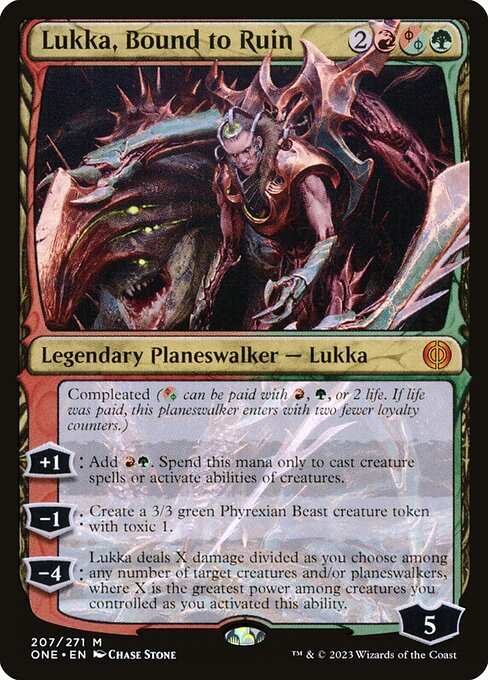 Lukka, Bound to Ruin 2
Legendary Planeswalker — Lukka
Compleated ( can be paid with , , or 2 life. If life
was paid, this planeswalker enters with two fewer loyalty
counters.)
+1 : Add . Spend this mana only to cast creature
spells or activate abilities of creatures.
-1 : Create a 3/3 green Phyrexian Beast creature token
with toxic 1.
Lukka deals X damage divided as you choose among
-4 : any number of target creatures and/or planeswalkers,
where X is the greatest power among creatures you
controlled as you activated this ability.
5
207/271 M
ONE • EN Chase Stone
™ & © 2023 Wizards of the Coast